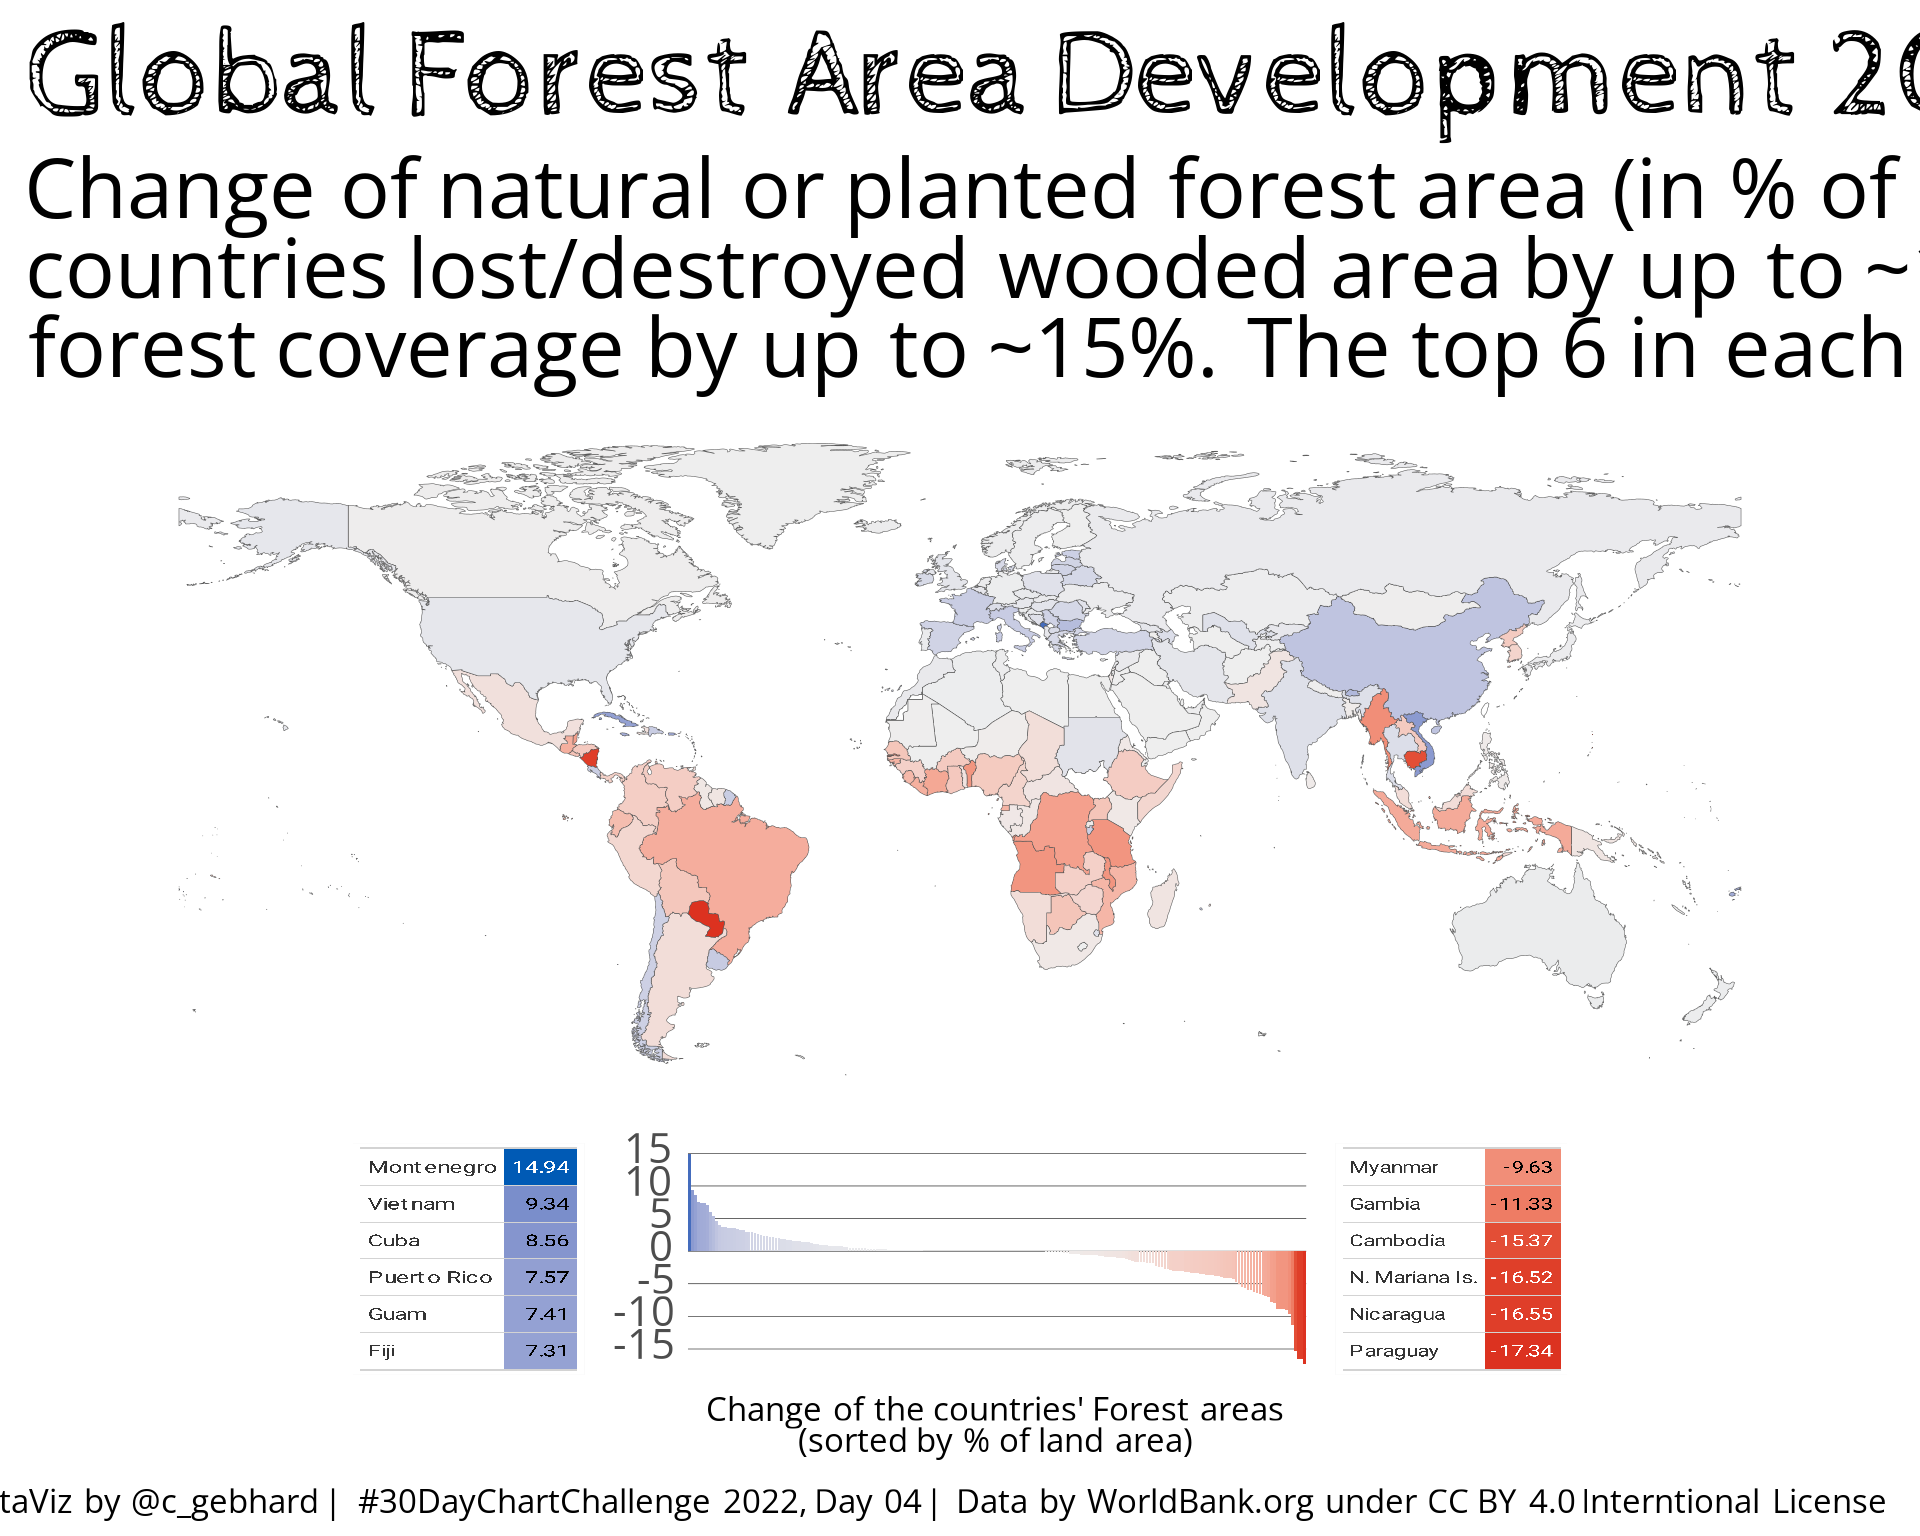 Global Forest Area Development 20
Change of natural or planted forest area (in % of
countries lost/destroyed wooded area by up to ~
forest coverage by up to ~15%. The top 6 in each
Montenegro 14.94
Vietnam 9.34
Cuba 8.56
Puerto Rico 7.57
Guam 7.41
Fiji 7.31
15
10
5
0
-5
-10
-15
Myanmar -9.63
Gambia -11.33
Cambodia -15.37
N. Mariana Is. -16.52
Nicaragua -16.55
Paraguay -17.34
Change of the countries' Forest areas
(sorted by % of land area)
taViz by @c_gebhard | #30DayChartChallenge 2022, Day 04 | Data by WorldBank.org under CC BY 4.0 Interntional License